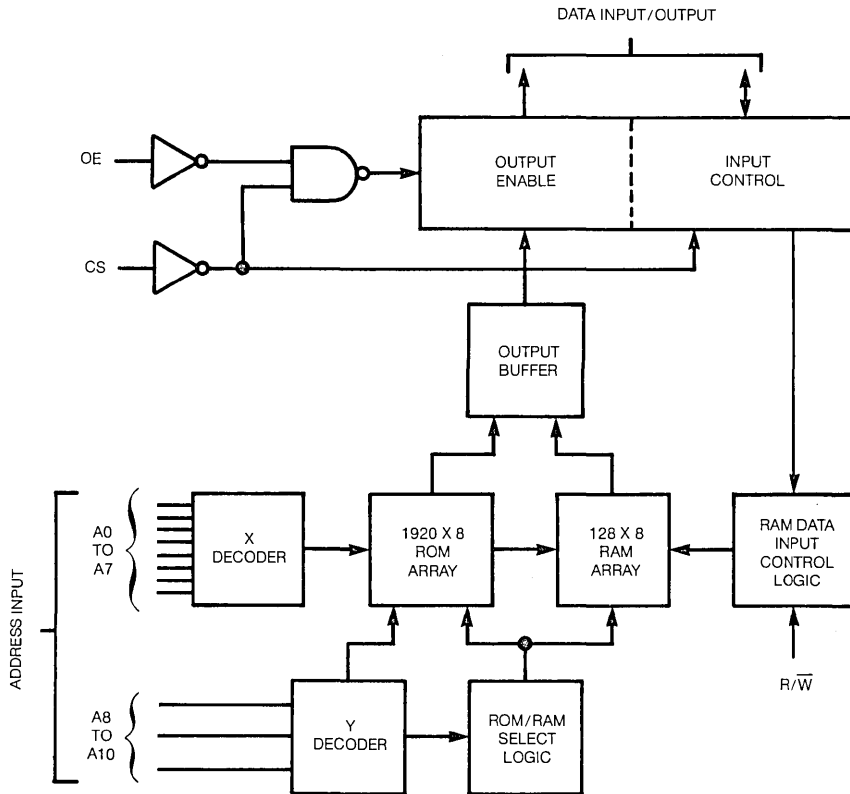 DATA INPUT/OUTPUT
OE
CS
OUTPUT
ENABLE
INPUT
CONTROL
OUTPUT
BUFFER
ADDRESS INPUT
A0
TO
A7
X
DECODER
1920 X 8
ROM
ARRAY
128 X 8
RAM
ARRAY
RAM DATA
INPUT
CONTROL
LOGIC
R/W̅
A8
TO
A10
Y
DECODER
ROM/RAM
SELECT
LOGIC